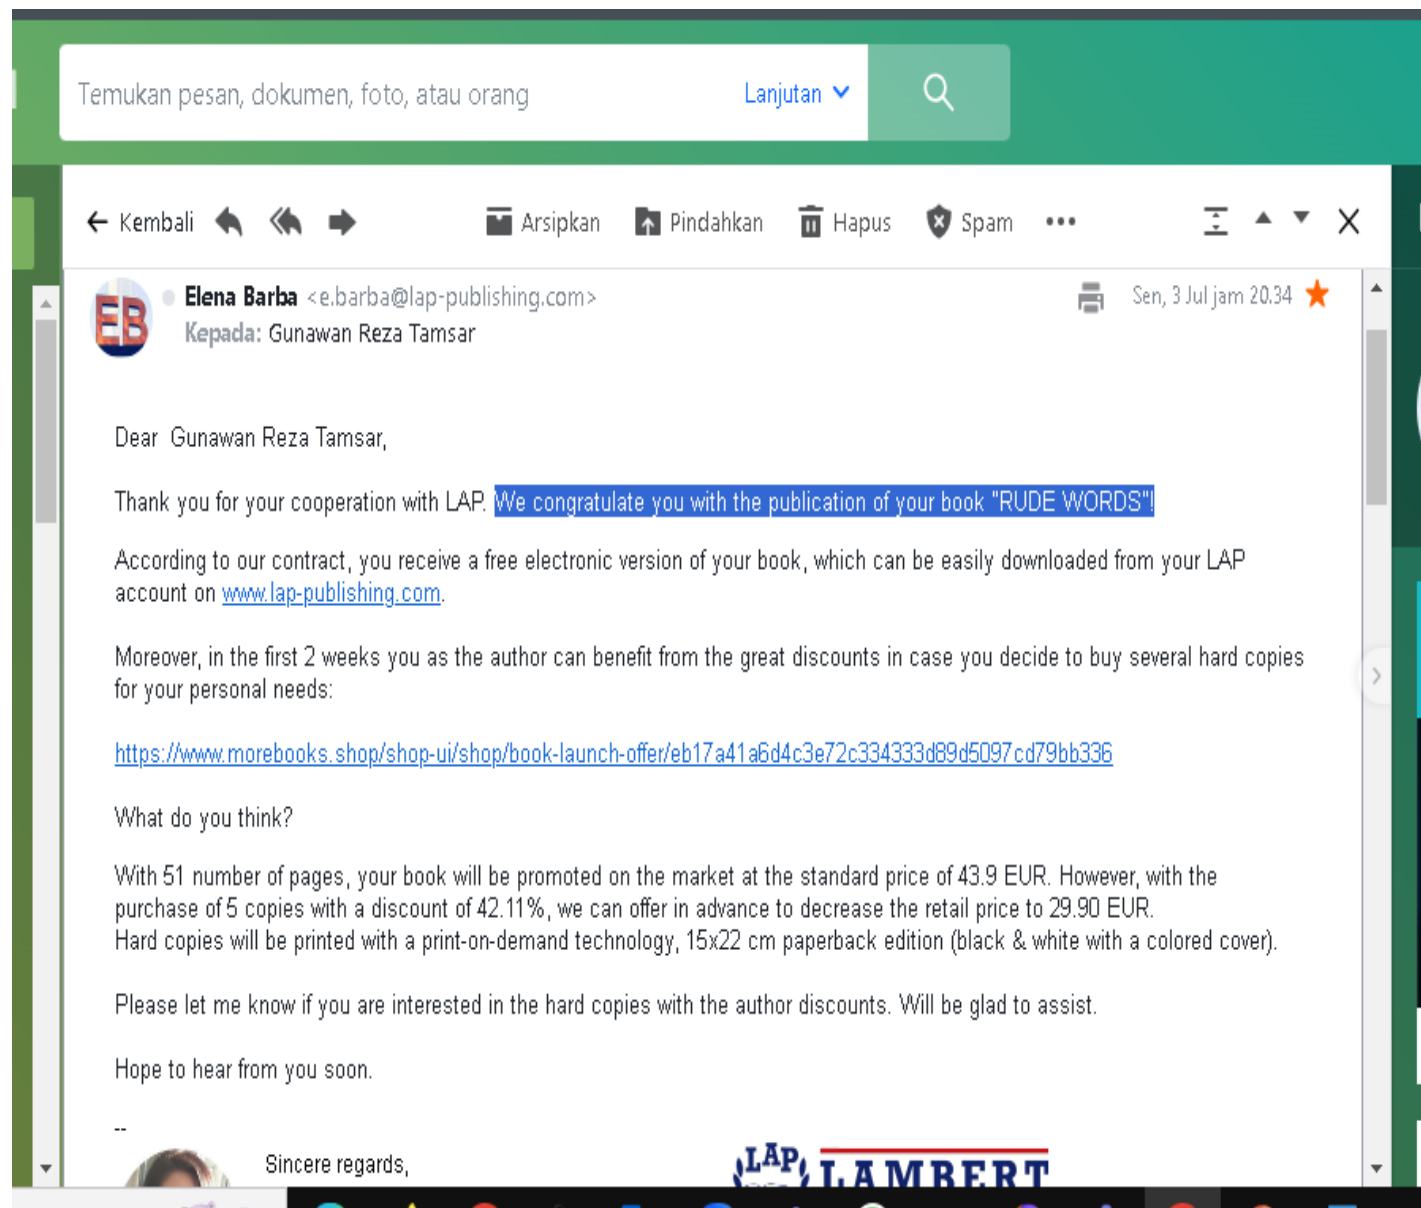 Temukan pesan, dokumen, foto, atau orang Lanjutan
Kembali Arsipkan Pindahkan Hapus Spam
EB Elena Barba <e.barba@lap-publishing.com> Sen, 3 Jul jam 20.34
Kepada: Gunawan Reza Tamsar
Dear Gunawan Reza Tamsar,
Thank you for your cooperation with LAP. We congratulate you with the publication of your book "RUDE WORDS"!
According to our contract, you receive a free electronic version of your book, which can be easily downloaded from your LAP
account on www.lap-publishing.com.
Moreover, in the first 2 weeks you as the author can benefit from the great discounts in case you decide to buy several hard copies
for your personal needs:
https://www.morebooks.shop/shop-ui/shop/book-launch-offer/eb17a41a6d4c3e72c334333d89d5097cd79bb336
What do you think?
With 51 number of pages, your book will be promoted on the market at the standard price of 43.9 EUR. However, with the
purchase of 5 copies with a discount of 42.11%, we can offer in advance to decrease the retail price to 29.90 EUR.
Hard copies will be printed with a print-on-demand technology, 15x22 cm paperback edition (black & white with a colored cover).
Please let me know if you are interested in the hard copies with the author discounts. Will be glad to assist.
Hope to hear from you soon.
--
Sincere regards,
LAP LAMBERT